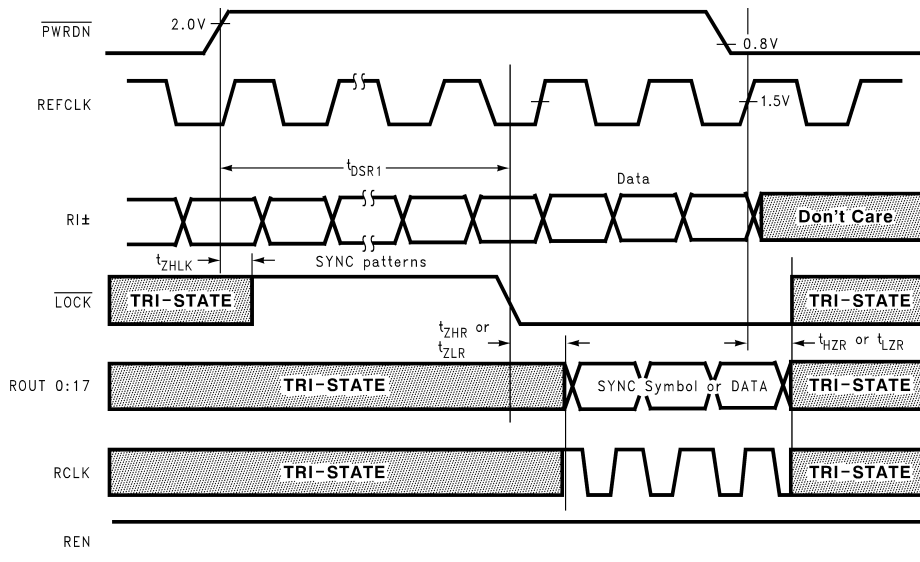 PWRDN
2.0V
0.8V
REFCLK
1.5V
tDSR1
Data
RI±
Don't Care
tZHLK
SYNC patterns
LOCK
TRI-STATE
TRI-STATE
tZHR or
tZLR
tHZR or tLZR
ROUT 0:17
TRI-STATE
SYNC Symbol or DATA
TRI-STATE
RCLK
TRI-STATE
TRI-STATE
REN